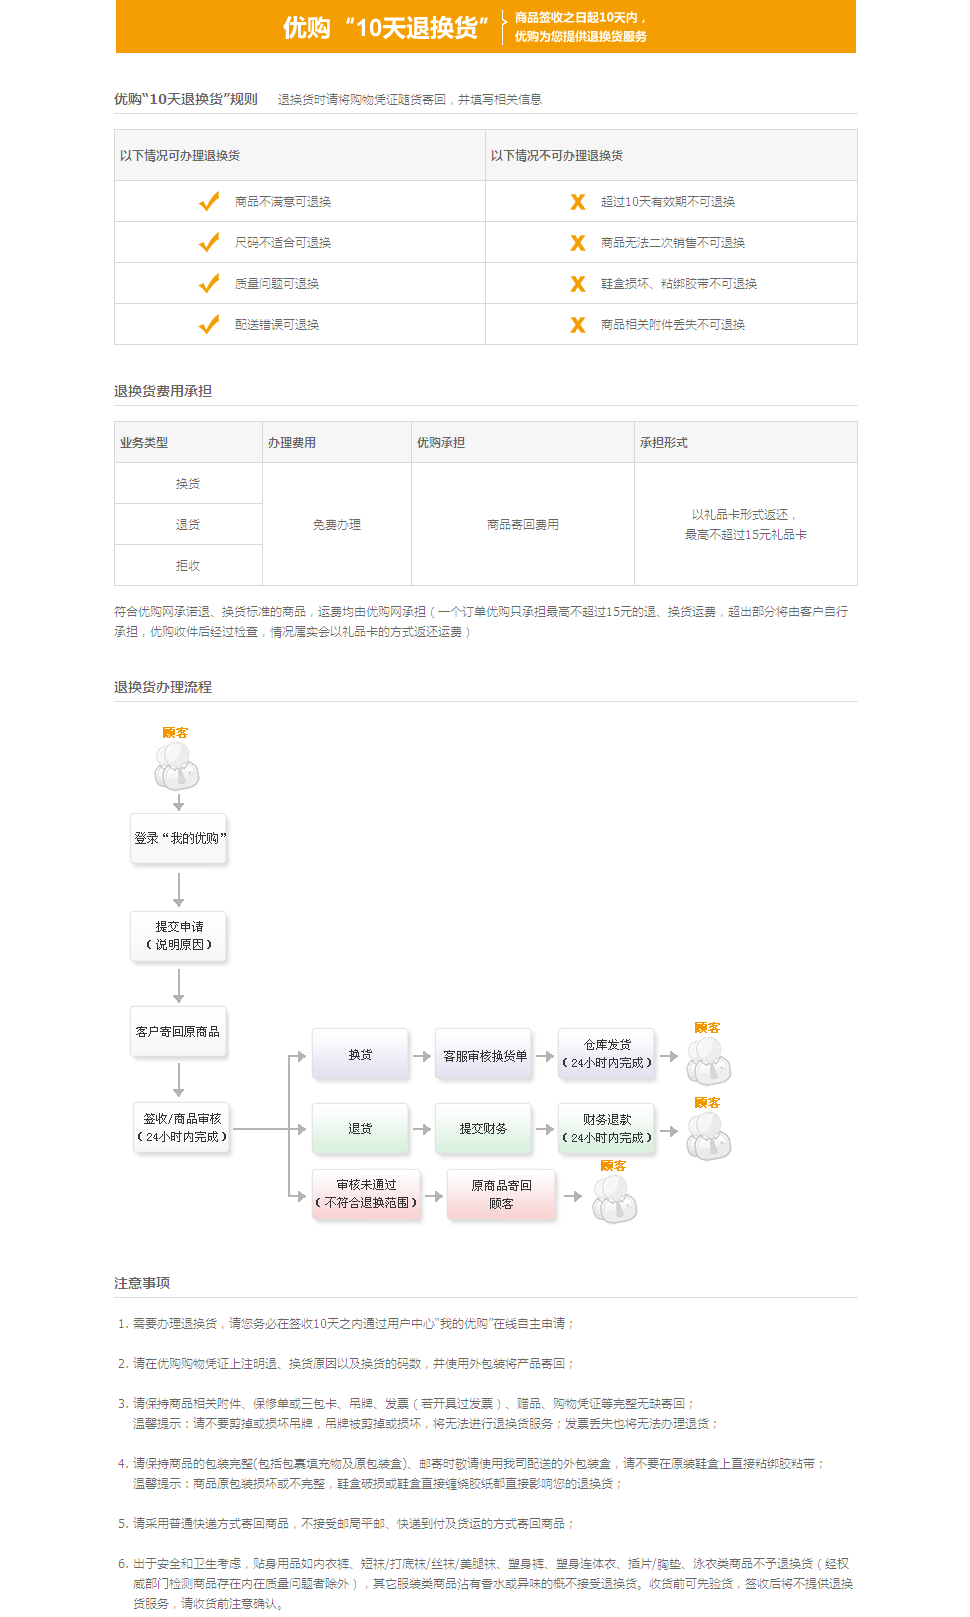 优购 “10天退换货”
商品签收之日起10天内，
优购为您提供退换货服务
优购“10天退换货”规则 退换货时请将购物凭证随货寄回，并填写相关信息
以下情况可办理退换货 以下情况不可办理退换货
商品不满意可退换 超过10天有效期不可退换
尺码不适合可退换 商品无法二次销售不可退换
质量问题可退换 鞋盒损坏、粘绑胶带不可退换
配送错误可退换 商品相关附件丢失不可退换
退换货费用承担
业务类型 办理费用 优购承担 承担形式
换货
退货 免费办理 商品寄回费用 以礼品卡形式返还，
最高不超过15元礼品卡
拒收
符合优购网承诺退、换货标准的商品，运费均由优购网承担（一个订单优购只承担最高不超过15元的退、换货运费，超出部分将由客户自行
承担，优购收件后经过检查，情况属实会以礼品卡的方式返还运费）
退换货办理流程
顾客
登录“我的优购”
提交申请
（说明原因）
客户寄回原商品
签收/商品审核
（24小时内完成）
换货 客服审核换货单 仓库发货
（24小时内完成）
顾客
退货 提交财务 财务退款
（24小时内完成）
顾客
审核未通过
（不符合退换范围）
原商品寄回
顾客
顾客
注意事项
1. 需要办理退换货，请您务必在签收10天之内通过用户中心“我的优购”在线自主申请；
2. 请在优购购物凭证上注明退、换货原因以及换货的码数，并使用外包装将产品寄回；
3. 请保持商品相关附件、保修单或三包卡、吊牌、发票（若开具过发票）、赠品、购物凭证等完整无缺寄回；
温馨提示：请不要剪掉或损坏吊牌，吊牌被剪掉或损坏，将无法进行退换货服务；发票丢失也将无法办理退货；
4. 请保持商品的包装完整(包括包裹填充物及原包装盒)、邮寄时敬请使用我司配送的外包装盒，请不要在原装鞋盒上直接粘绑胶粘带；
温馨提示：商品原包装损坏或不完整，鞋盒破损或鞋盒直接缠绕胶纸都直接影响您的退换货；
5. 请采用普通快递方式寄回商品，不接受邮局平邮、快递到付及货运的方式寄回商品；
6. 出于安全和卫生考虑，贴身用品如内衣裤、短袜/打底袜/丝袜/美腿袜、塑身裤、塑身连体衣、插片/胸垫、泳衣类商品不予退换货（经权
威部门检测商品存在内在质量问题者除外），其它服装类商品沾有香水或异味的概不接受退换货。收货前可先验货，签收后将不提供退换
货服务，请收货前注意确认。